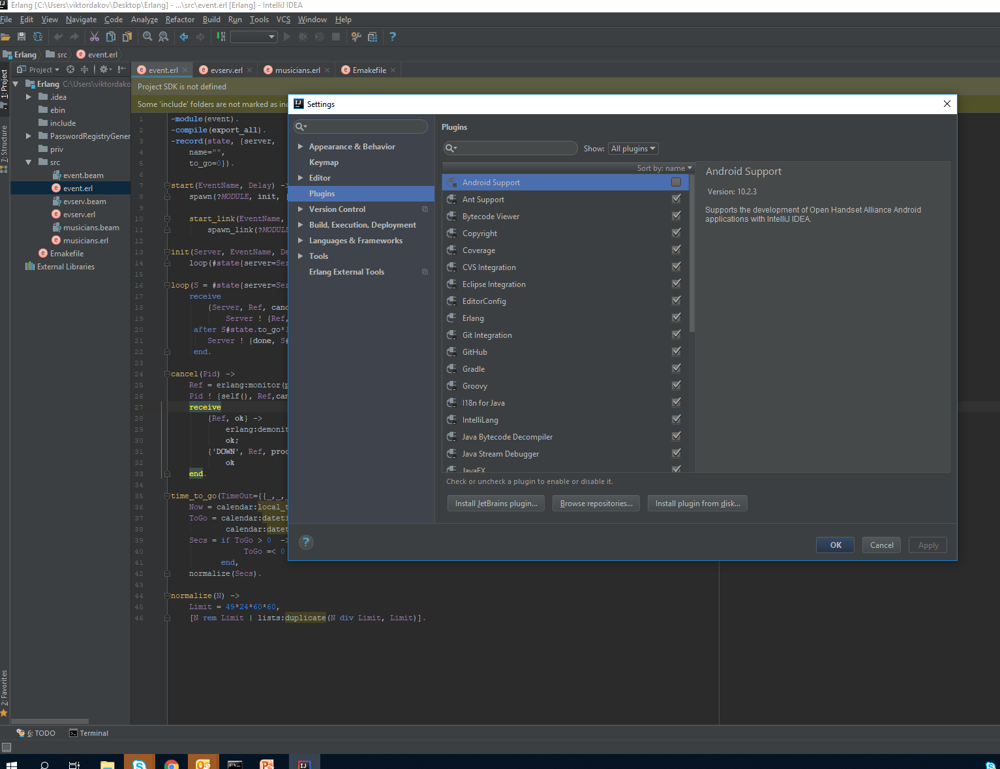 Erlang [C:\Users\viktordakov\Desktop\Erlang] - ...\src\event.erl [Erlang] - IntelliJ IDEA
File Edit View Navigate Code Analyze Refactor Build Run Tools VCS Window Help
Erlang src event.erl
1: Project
7: Structure
2: Favorites
Project
event.erl evserv.erl musicians.erl Emakefile
Erlang C:\Users\viktordako
.idea
ebin
include
PasswordRegistryGener
priv
src
event.beam
event.erl
evserv.beam
evserv.erl
musicians.beam
musicians.erl
Emakefile
External Libraries
Project SDK is not defined
Some 'include' folders are not marked as inc
1 -module(event).
2 -compile(export_all).
3 -record(state, {server,
4 name="",
5 to_go=0}).
6
7 start(EventName, Delay) ->
8 spawn(?MODULE, init, [
9
10 start_link(EventName,
11 spawn_link(?MODULE
12
13 init(Server, EventName, De
14 loop(#state{server=Ser
15
16 loop(S = #state{server=Ser
17 receive
18 {Server, Ref, canc
19 Server ! {Ref,
20 after S#state.to_go*1
21 Server ! {done, S#
22 end.
23
24 cancel(Pid) ->
25 Ref = erlang:monitor(p
26 Pid ! {self(), Ref,can
27 receive
28 {Ref, ok} ->
29 erlang:demonit
30 ok;
31 {'DOWN', Ref, proc
32 ok
33 end.
34
35 time_to_go(TimeOut={{_,_,_
36 Now = calendar:local_t
37 ToGo = calendar:dateti
38 calendar:datet
39 Secs = if ToGo > 0 ->
40 ToGo =< 0
41 end,
42 normalize(Secs).
43
44 normalize(N) ->
45 Limit = 49*24*60*60,
46 [N rem Limit | lists:duplicate(N div Limit, Limit)].
Settings
Appearance & Behavior
Keymap
Editor
Plugins
Version Control
Build, Execution, Deployment
Languages & Frameworks
Tools
Erlang External Tools
Plugins
Show: All plugins
Sort by: name
Android Support
Ant Support
Bytecode Viewer
Copyright
Coverage
CVS Integration
Eclipse Integration
EditorConfig
Erlang
Git Integration
GitHub
Gradle
Groovy
I18n for Java
IntelliLang
Java Bytecode Decompiler
Java Stream Debugger
JavaFX
Android Support
Version: 10.2.3
Supports the development of Open Handset Alliance Android
applications with IntelliJ IDEA.
Check or uncheck a plugin to enable or disable it.
Install JetBrains plugin... Browse repositories... Install plugin from disk...
? OK Cancel Apply
6: TODO Terminal